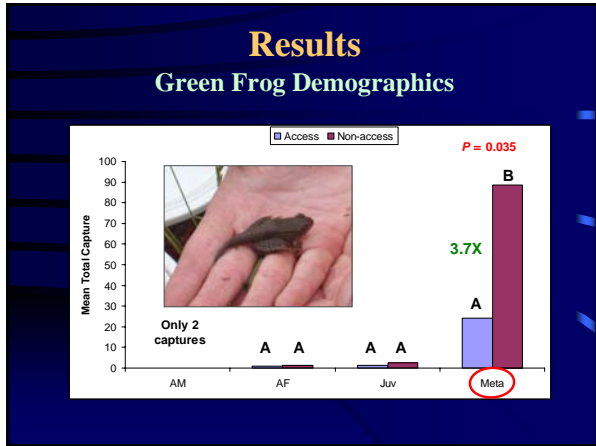 Results
Green Frog Demographics
Access Non-access
P = 0.035
Mean Total Capture
100
90
80
70
60
50
40
30
20
10
0
B
3.7X
A
Only 2
captures
A A
A A
AM AF Juv Meta